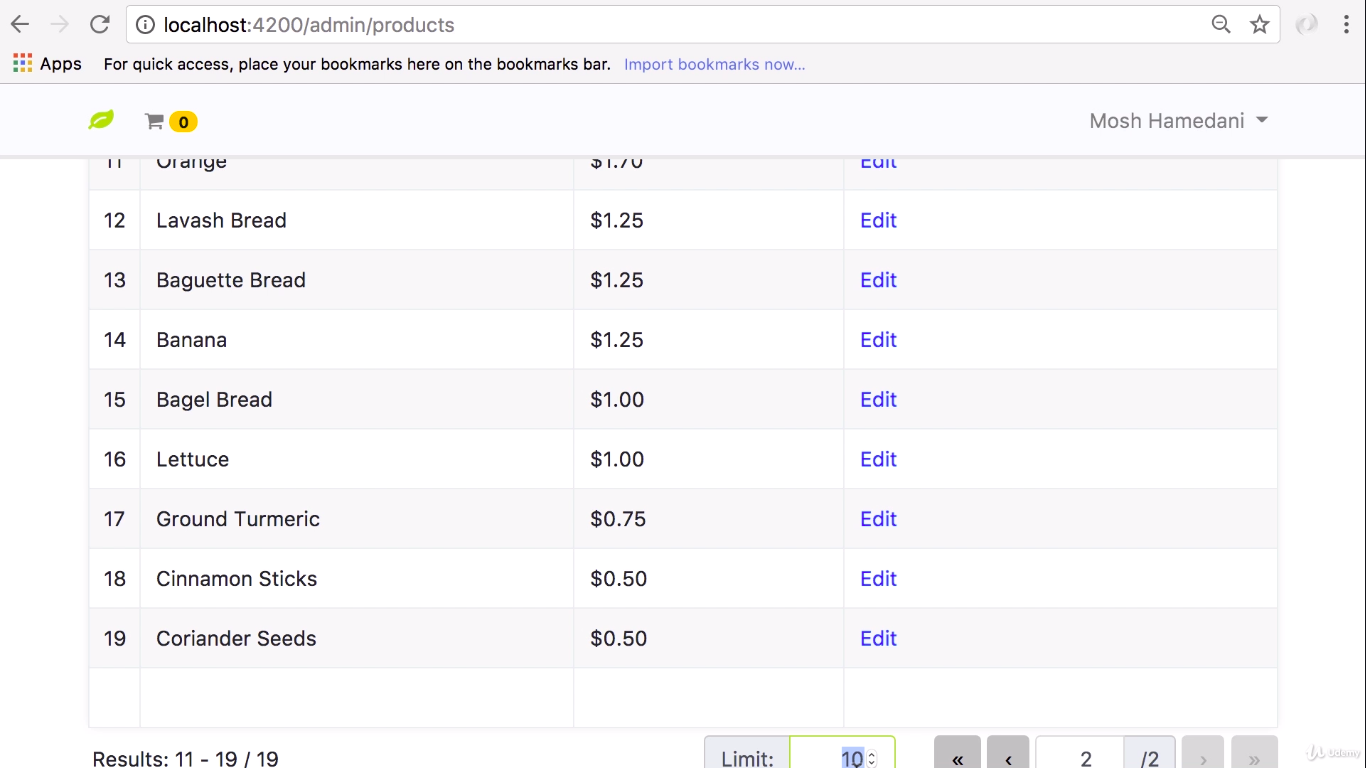 localhost:4200/admin/products
Apps For quick access, place your bookmarks here on the bookmarks bar. Import bookmarks now...
0 Mosh Hamedani
11 Orange $1.70 Edit
12 Lavash Bread $1.25 Edit
13 Baguette Bread $1.25 Edit
14 Banana $1.25 Edit
15 Bagel Bread $1.00 Edit
16 Lettuce $1.00 Edit
17 Ground Turmeric $0.75 Edit
18 Cinnamon Sticks $0.50 Edit
19 Coriander Seeds $0.50 Edit
Results: 11 - 19 / 19 Limit: 10 « ‹ 2 /2 › »
Udemy